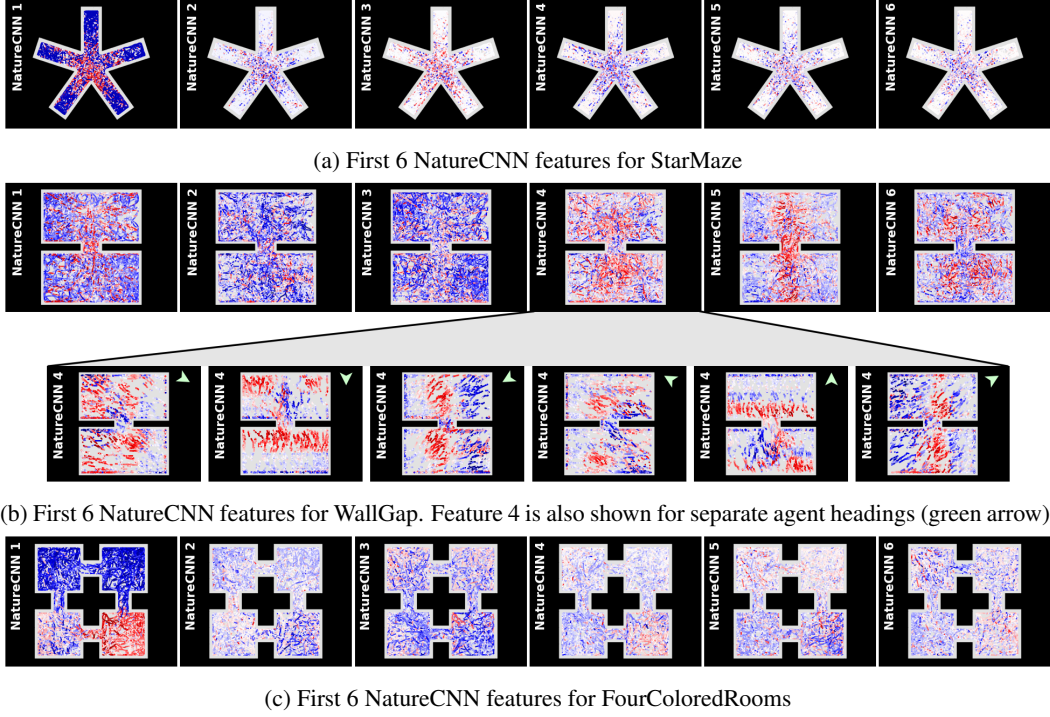 NatureCNN 1
NatureCNN 2
NatureCNN 3
NatureCNN 4
NatureCNN 5
NatureCNN 6
(a) First 6 NatureCNN features for StarMaze
NatureCNN 1
NatureCNN 2
NatureCNN 3
NatureCNN 4
NatureCNN 5
NatureCNN 6
NatureCNN 4
NatureCNN 4
NatureCNN 4
NatureCNN 4
NatureCNN 4
NatureCNN 4
(b) First 6 NatureCNN features for WallGap. Feature 4 is also shown for separate agent headings (green arrow)
NatureCNN 1
NatureCNN 2
NatureCNN 3
NatureCNN 4
NatureCNN 5
NatureCNN 6
(c) First 6 NatureCNN features for FourColoredRooms